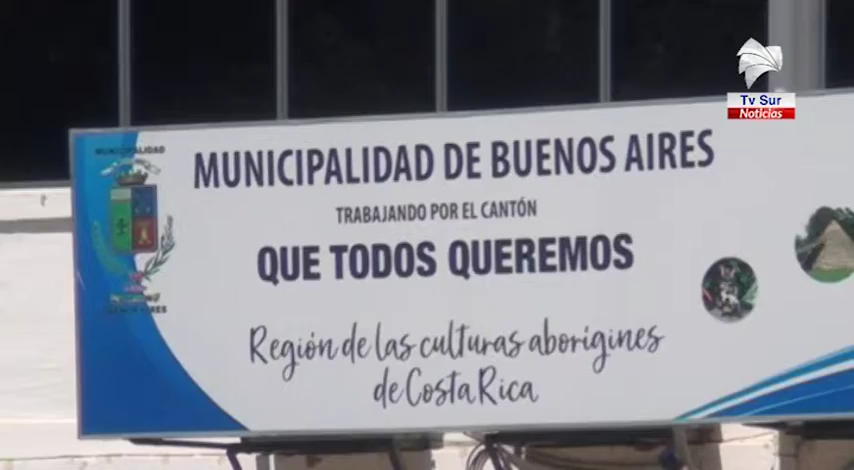 Tv Sur
Noticias
MUNICIPALIDAD
MUNICIPALIDAD DE BUENOS AIRES
TRABAJANDO POR EL CANTÓN
QUE TODOS QUEREMOS
Región de las culturas aborígines
de Costa Rica